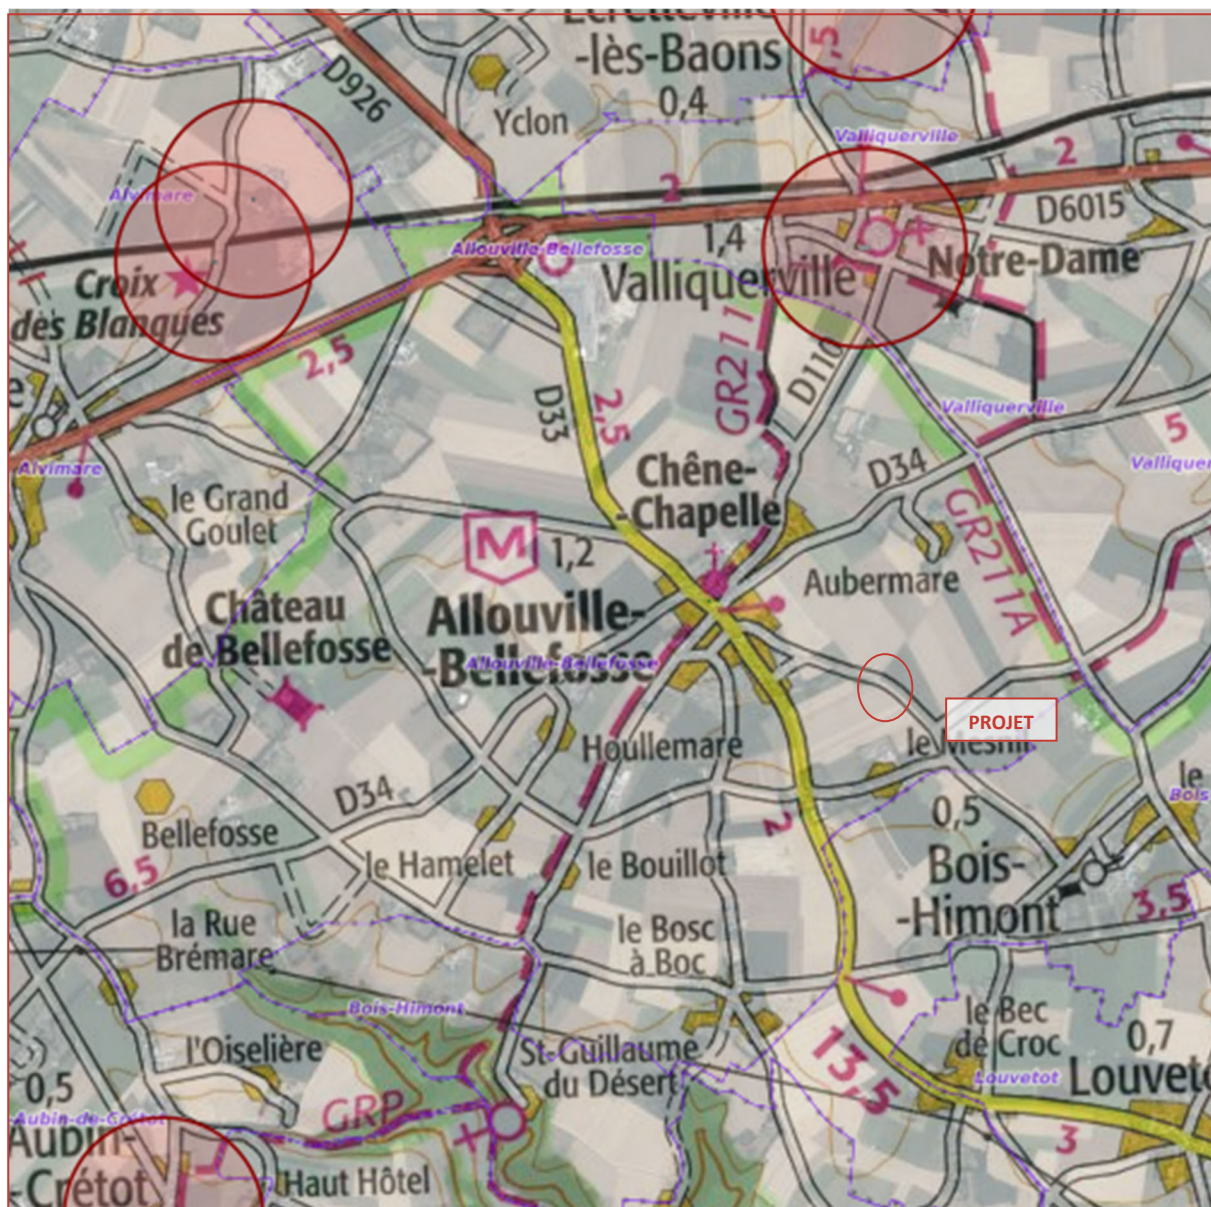 -lès-Baons
0,4
D926
Yclon
Valliquerville
2
2
Alvimare
D6015
Allouville-Bellefosse
1,4
Notre-Dame
Valliquerville
Croix
des Blanques
2,5
GR211
D110
D33
2,5
Valliquerville
5
Alvimare
Chêne-
-Chapelle
D34
le Grand
Goulet
M
1,2
GR211A
Aubermare
Château
de Bellefosse
Allouville-
-Bellefosse
Allouville-Bellefosse
PROJET
Houllemare
le Mesnil
le
D34
0,5
Bellefosse
2
le Hamelet
le Bouillot
Bois-
-Himont
6,5
3,5
la Rue
Brémare
le Bosc
à Boc
Bois-Himont
le Bec
de Croc
0,7
l'Oiselière
St-Guillaume
du Désert
13,5
Louvetot
0,5
GRP
Aubin-
-Crétot
3
Haut Hôtel